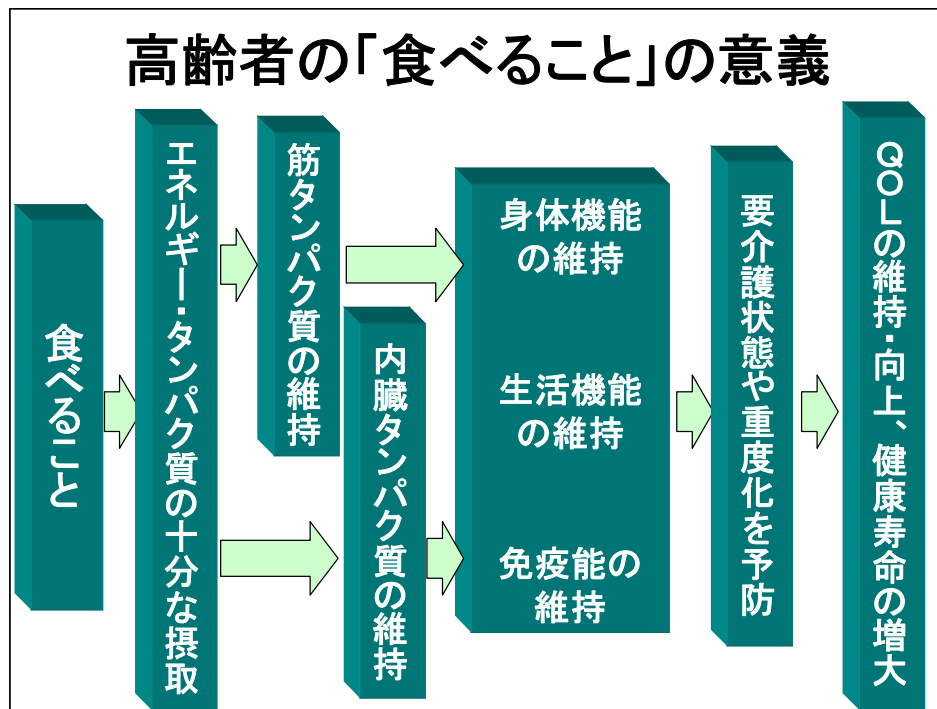 高齢者の「食べること」の意義
食べること
エネルギー・タンパク質の十分な摂取
筋タンパク質の維持
内臓タンパク質の維持
身体機能
の維持
生活機能
の維持
免疫能の
維持
要介護状態や重度化を予防
QOLの維持・向上、健康寿命の増大